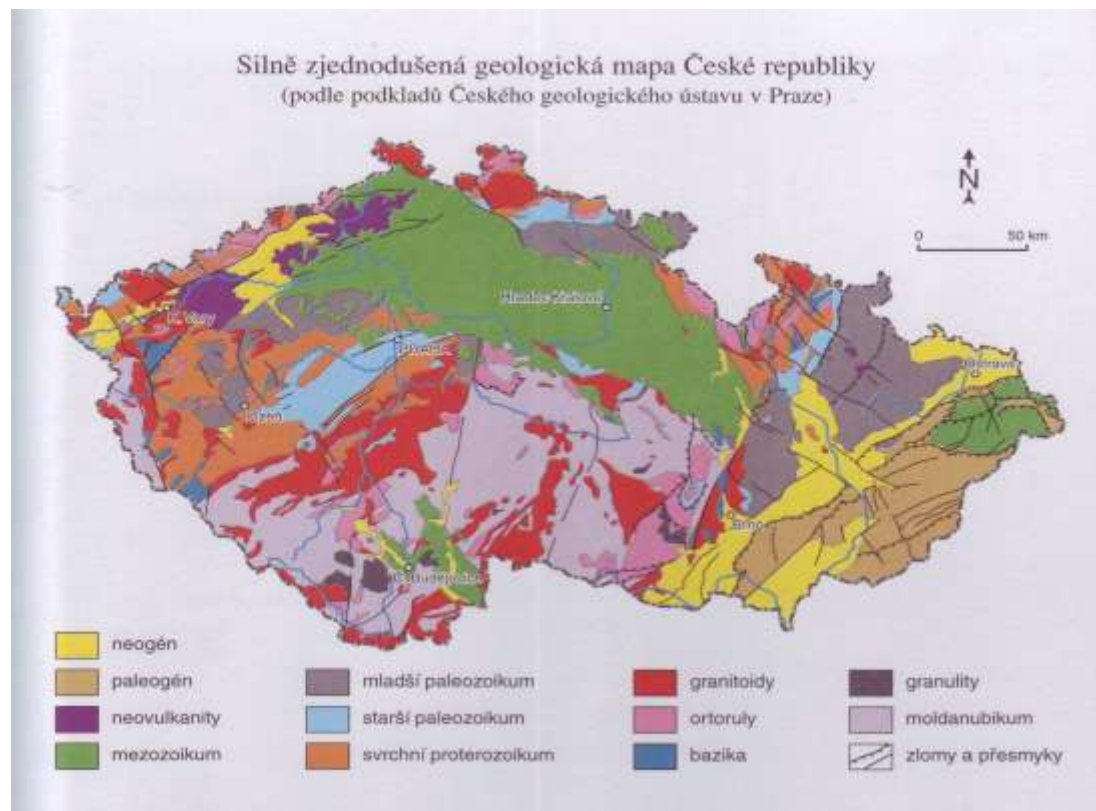 Silně zjednodušená geologická mapa České republiky
(podle podkladů Českého geologického ústavu v Praze)
N
0 50 km
K. Vary
Hradec Králové
Praha
Plzeň
Ostrava
Brno
Č. Budějovice
neogén
paleogén
neovulkanity
mezozoikum
mladší paleozoikum
starší paleozoikum
svrchní proterozoikum
granitoidy
ortoruly
bazika
granulity
moldanubikum
zlomy a přesmyky